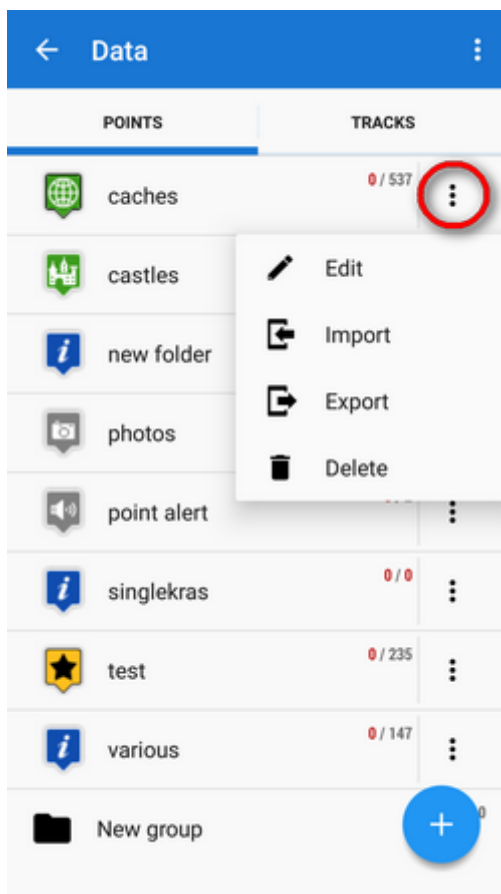 Data
POINTS TRACKS
caches 0 / 537
castles
Edit
new folder
Import
photos
Export
Delete
point alert
singlekras 0 / 0
test 0 / 235
various 0 / 147
New group 0